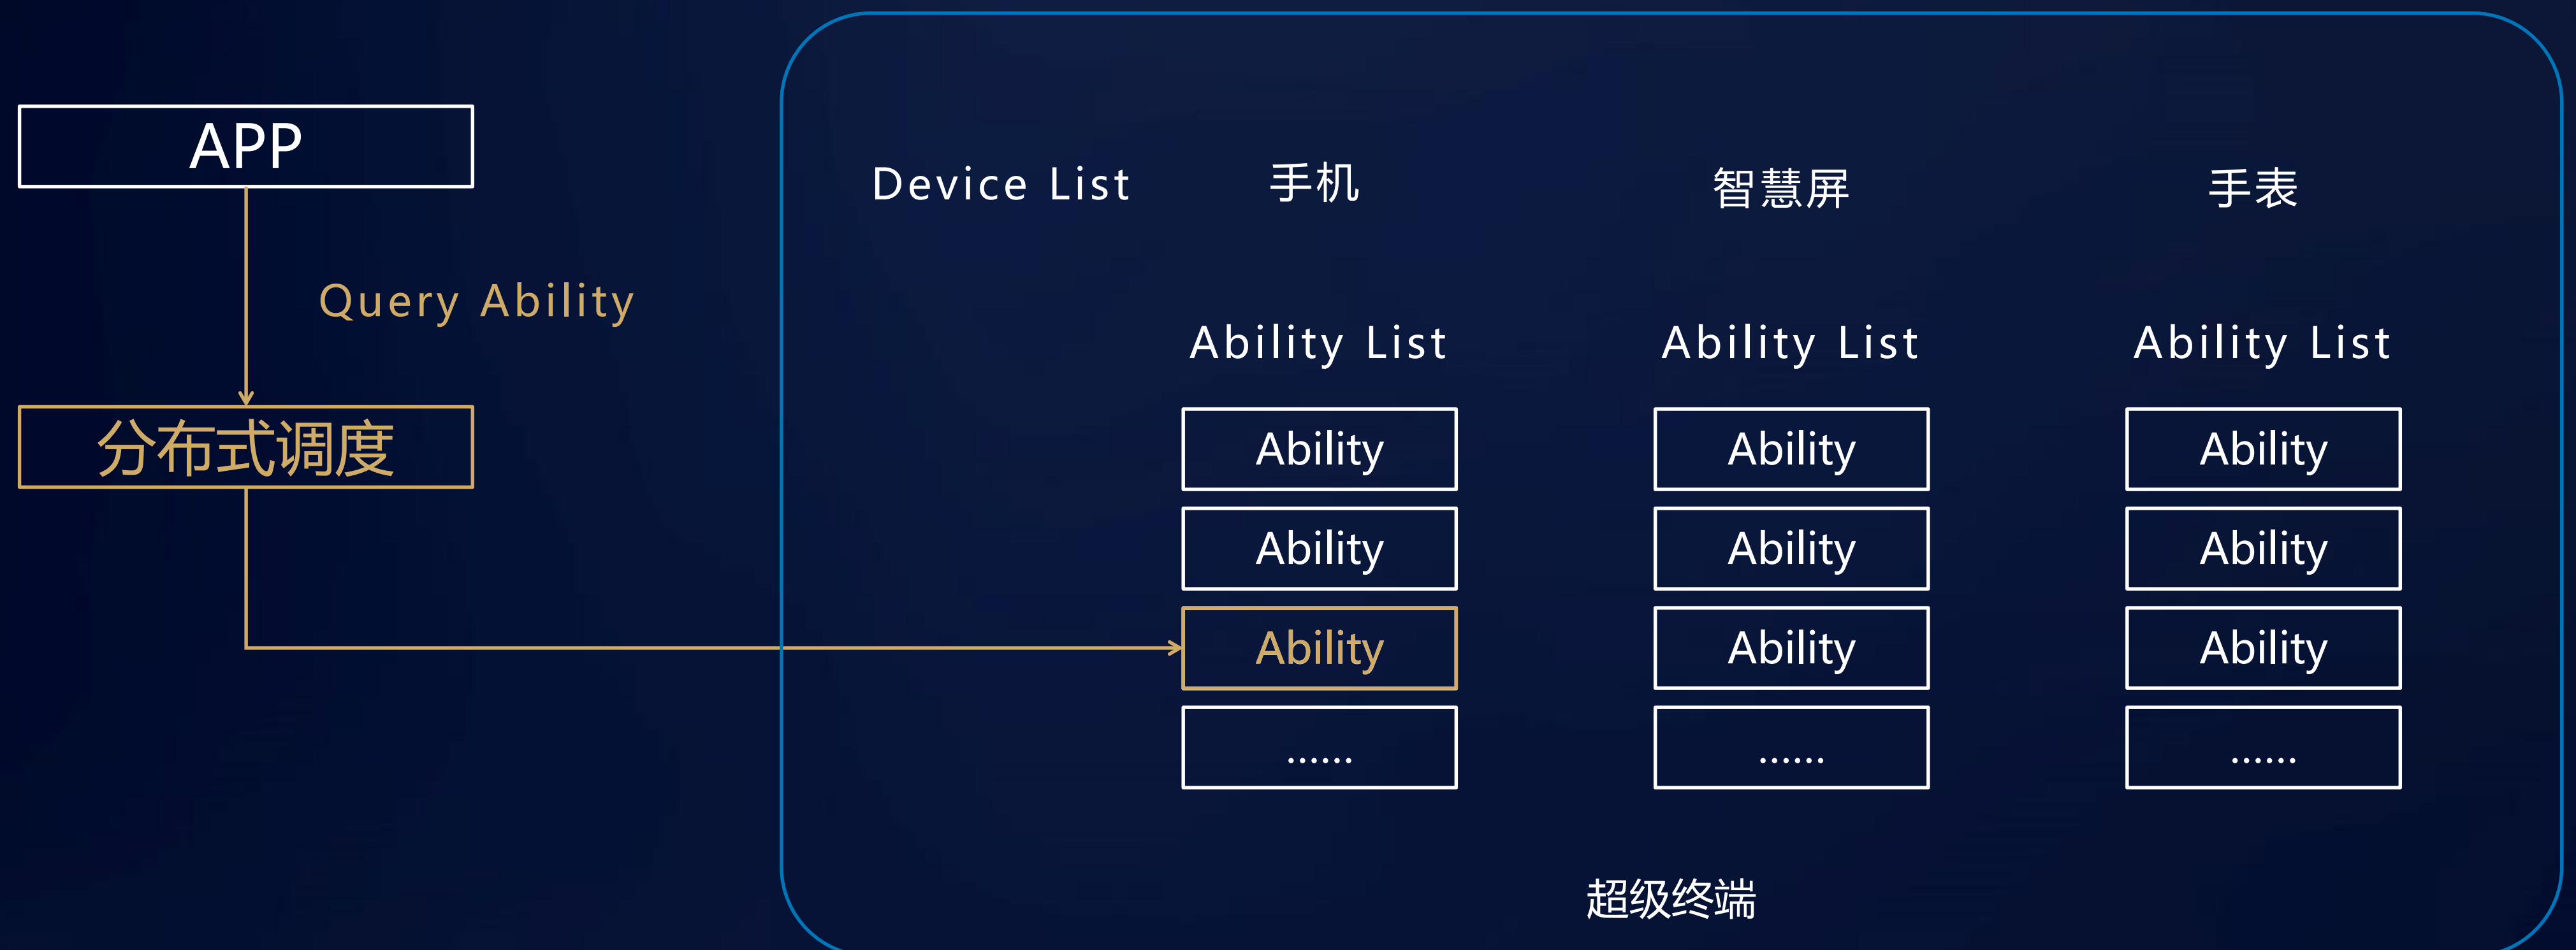 APP
Query Ability
分布式调度
Device List 手机 智慧屏 手表
Ability List Ability List Ability List
Ability Ability Ability
Ability Ability Ability
Ability Ability Ability
...... ...... ......
超级终端